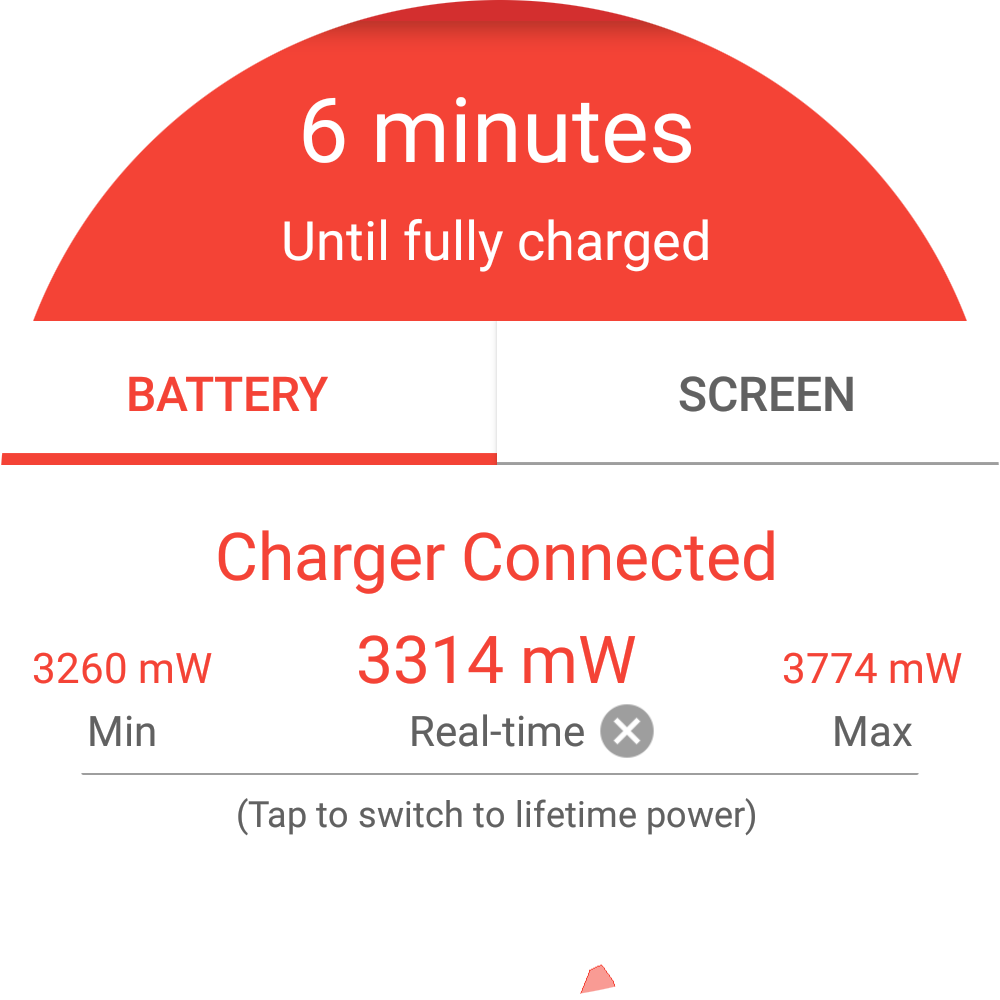 6 minutes
Until fully charged
BATTERY
SCREEN
Charger Connected
3260 mW
3314 mW
3774 mW
Min
Real-time
Max
(Tap to switch to lifetime power)